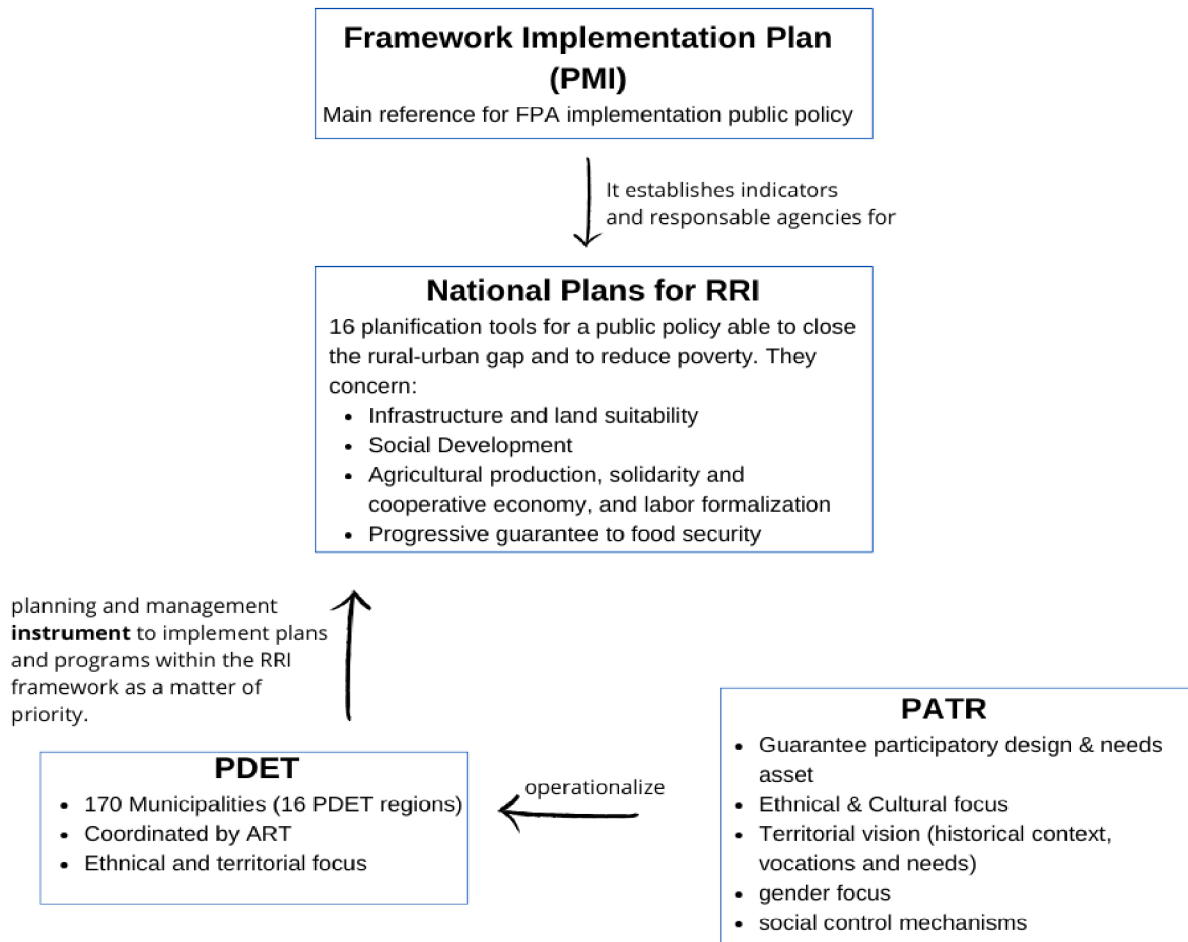 Framework Implementation Plan
(PMI)
Main reference for FPA implementation public policy
It establishes indicators
and responsable agencies for
National Plans for RRI
16 planification tools for a public policy able to close
the rural-urban gap and to reduce poverty. They
concern:
• Infrastructure and land suitability
• Social Development
• Agricultural production, solidarity and
cooperative economy, and labor formalization
• Progressive guarantee to food security
planning and management
instrument to implement plans
and programs within the RRI
framework as a matter of
priority.
PDET
• 170 Municipalities (16 PDET regions)
• Coordinated by ART
• Ethnical and territorial focus
operationalize
PATR
• Guarantee participatory design & needs
asset
• Ethnical & Cultural focus
• Territorial vision (historical context,
vocations and needs)
• gender focus
• social control mechanisms